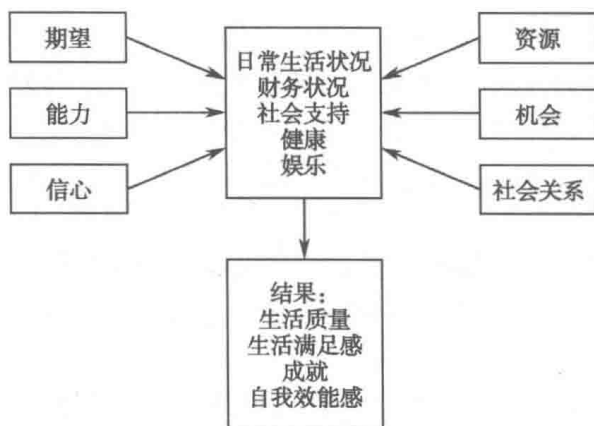 期望
能力
信心
日常生活状况
财务状况
社会支持
健康
娱乐
资源
机会
社会关系
结果：
生活质量
生活满足感
成就
自我效能感